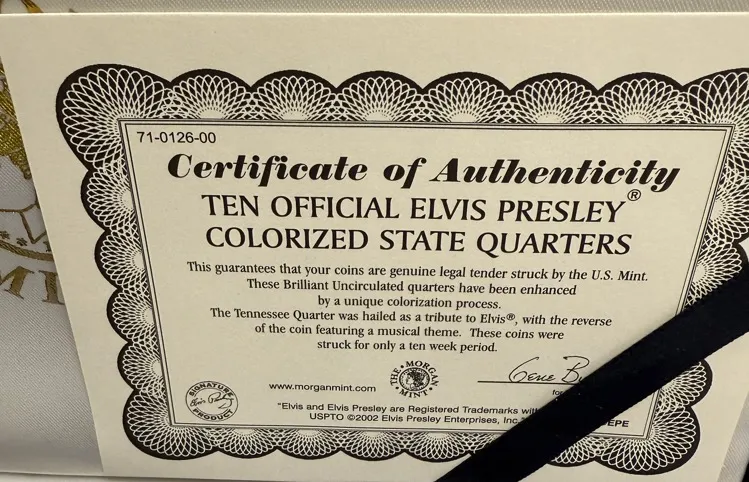 71-0126-00
Certificate of Authenticity
TEN OFFICIAL ELVIS PRESLEY®
COLORIZED STATE QUARTERS
This guarantees that your coins are genuine legal tender struck by the U.S. Mint.
These Brilliant Uncirculated quarters have been enhanced
by a unique colorization process.
The Tennessee Quarter was hailed as a tribute to Elvis®, with the reverse
of the coin featuring a musical theme. These coins were
struck for only a ten week period.
SIGNATURE
Elvis Presley
PRODUCT
www.morganmint.com
THE MORGAN
MINT
Gene
"Elvis and Elvis Presley are Registered Trademarks
USPTO ©2002 Elvis Presley Enterprises, Inc. EPE